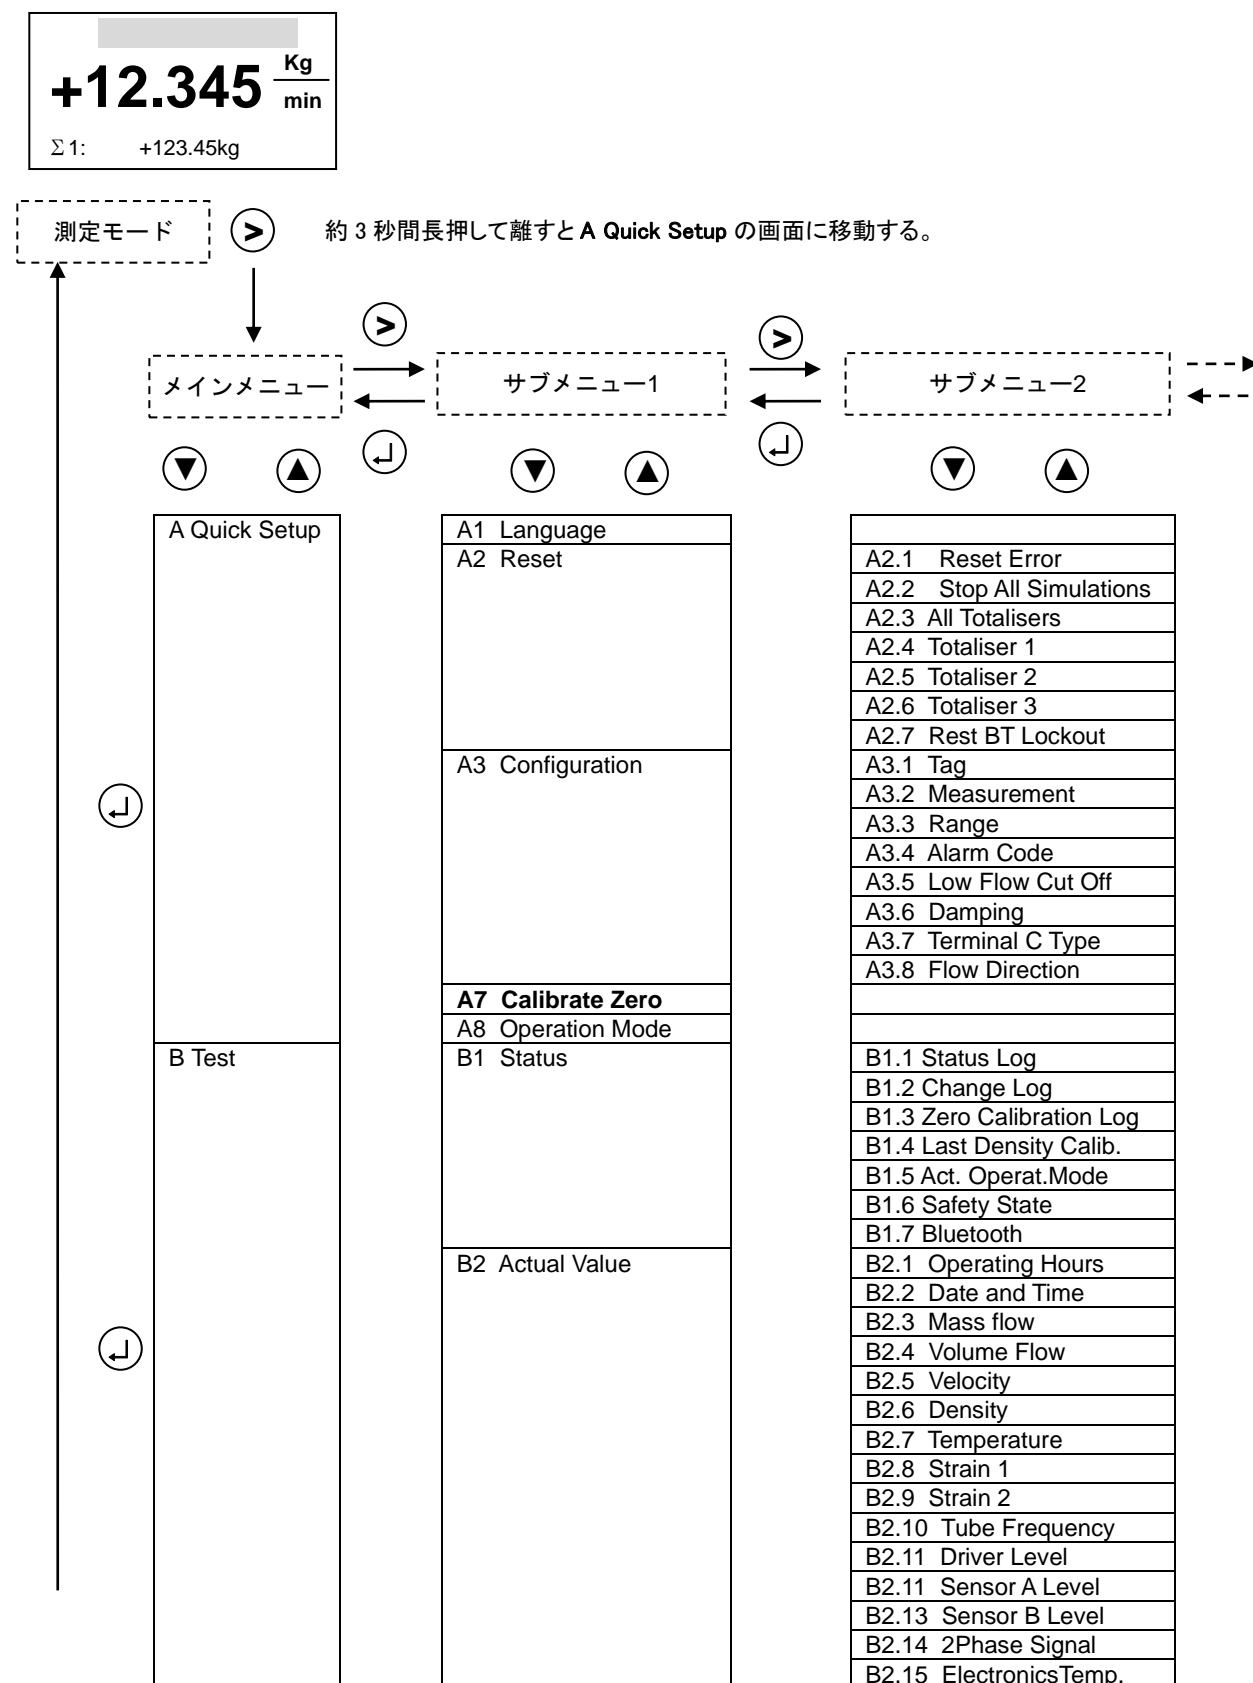 +12.345 Kg
min
Σ1: +123.45kg
測定モード > 約 3 秒間長押して離すと A Quick Setup の画面に移動する。
> >
メインメニュー サブメニュー1 サブメニュー2
▼ ▲ ▼ ▲ ▼ ▲
A Quick Setup A1 Language
A2 Reset A2.1 Reset Error
A2.2 Stop All Simulations
A2.3 All Totalisers
A2.4 Totaliser 1
A2.5 Totaliser 2
A2.6 Totaliser 3
A2.7 Rest BT Lockout
A3 Configuration A3.1 Tag
A3.2 Measurement
A3.3 Range
A3.4 Alarm Code
A3.5 Low Flow Cut Off
A3.6 Damping
A3.7 Terminal C Type
A3.8 Flow Direction
A7 Calibrate Zero
A8 Operation Mode
B Test B1 Status B1.1 Status Log
B1.2 Change Log
B1.3 Zero Calibration Log
B1.4 Last Density Calib.
B1.5 Act. Operat.Mode
B1.6 Safety State
B1.7 Bluetooth
B2 Actual Value B2.1 Operating Hours
B2.2 Date and Time
B2.3 Mass flow
B2.4 Volume Flow
B2.5 Velocity
B2.6 Density
B2.7 Temperature
B2.8 Strain 1
B2.9 Strain 2
B2.10 Tube Frequency
B2.11 Driver Level
B2.11 Sensor A Level
B2.13 Sensor B Level
B2.14 2Phase Signal
B2.15 ElectronicsTemp.